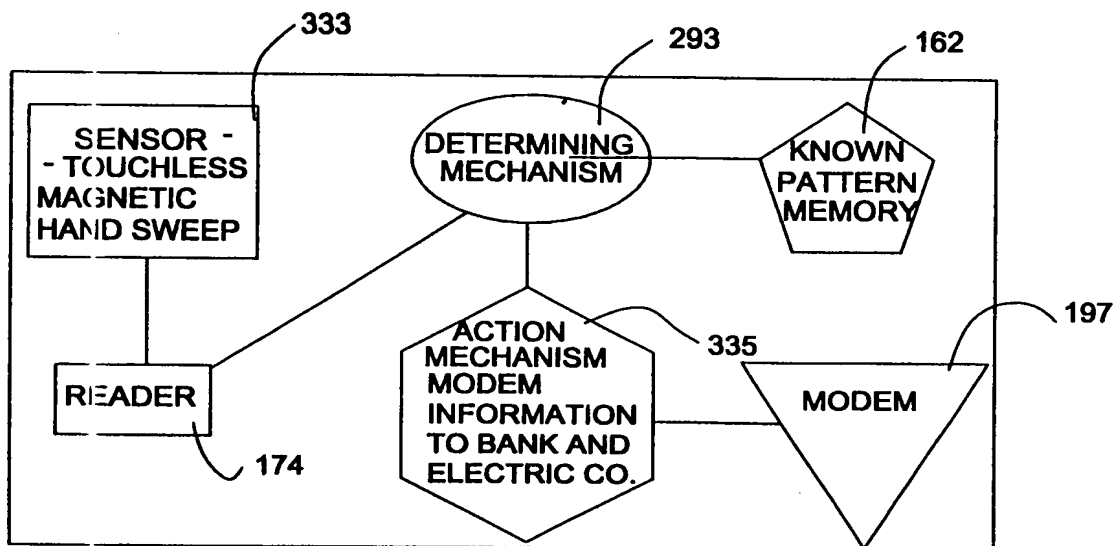 333
293
162
SENSOR -
- TOUCHLESS
MAGNETIC
HAND SWEEP
DETERMINING
MECHANISM
KNOWN
PATTERN
MEMORY
197
ACTION
MECHANISM
MODEM
INFORMATION
TO BANK AND
ELECTRIC CO.
335
READER
MODEM
174